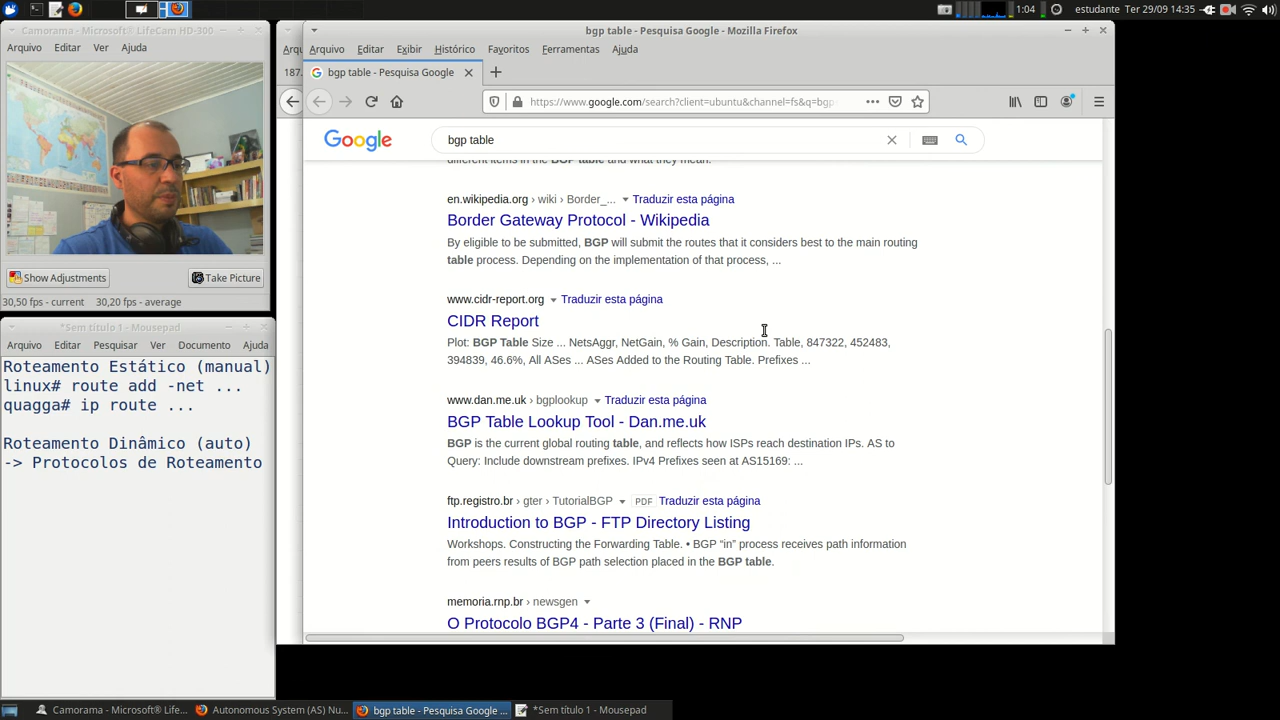 1:04
estudante
Ter 29/09 14:35
Camorama - Microsoft® LifeCam HD-300
Arquivo Editar Ver Ajuda
Show Adjustments
Take Picture
30,50 fps - current 30,20 fps - average
*Sem título 1 - Mousepad
Arquivo Editar Pesquisar Ver Documento Ajuda
Roteamento Estático (manual)
linux# route add -net ...
quagga# ip route ...
Roteamento Dinâmico (auto)
-> Protocolos de Roteamento
Arqu
187.
bgp table - Pesquisa Google - Mozilla Firefox
Arquivo Editar Exibir Histórico Favoritos Ferramentas Ajuda
bgp table - Pesquisa Google
https://www.google.com/search?client=ubuntu&channel=fs&q=bgp
Google
bgp table
different items in the BGP table and what they mean.
en.wikipedia.org › wiki › Border_... Traduzir esta página
Border Gateway Protocol - Wikipedia
By eligible to be submitted, BGP will submit the routes that it considers best to the main routing
table process. Depending on the implementation of that process, ...
www.cidr-report.org Traduzir esta página
CIDR Report
Plot: BGP Table Size ... NetsAggr, NetGain, % Gain, Description. Table, 847322, 452483,
394839, 46.6%, All ASes ... ASes Added to the Routing Table. Prefixes ...
www.dan.me.uk › bgplookup Traduzir esta página
BGP Table Lookup Tool - Dan.me.uk
BGP is the current global routing table, and reflects how ISPs reach destination IPs. AS to
Query: Include downstream prefixes. IPv4 Prefixes seen at AS15169: ...
ftp.registro.br › gter › TutorialBGP PDF Traduzir esta página
Introduction to BGP - FTP Directory Listing
Workshops. Constructing the Forwarding Table. • BGP “in” process receives path information
from peers results of BGP path selection placed in the BGP table.
memoria.rnp.br › newsgen
O Protocolo BGP4 - Parte 3 (Final) - RNP
Camorama - Microsoft® Life...
Autonomous System (AS) Nu...
bgp table - Pesquisa Google ...
*Sem título 1 - Mousepad